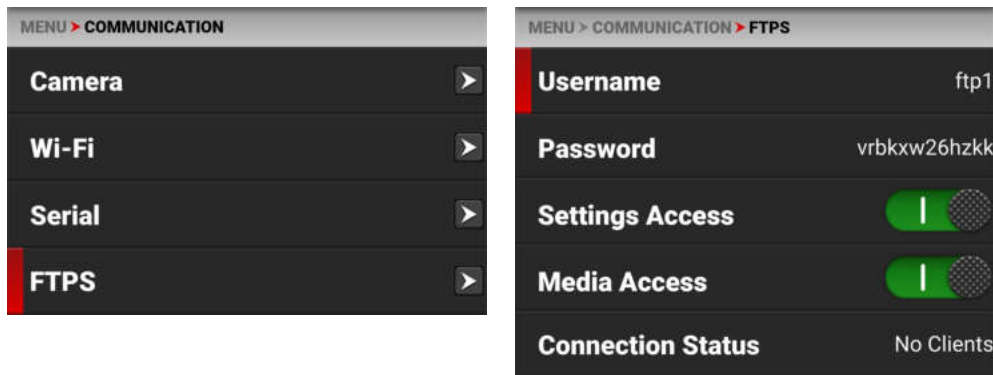 MENU > COMMUNICATION
Camera
Wi-Fi
Serial
FTPS
MENU > COMMUNICATION > FTPS
Username ftp1
Password vrbkxw26hzkk
Settings Access
Media Access
Connection Status No Clients